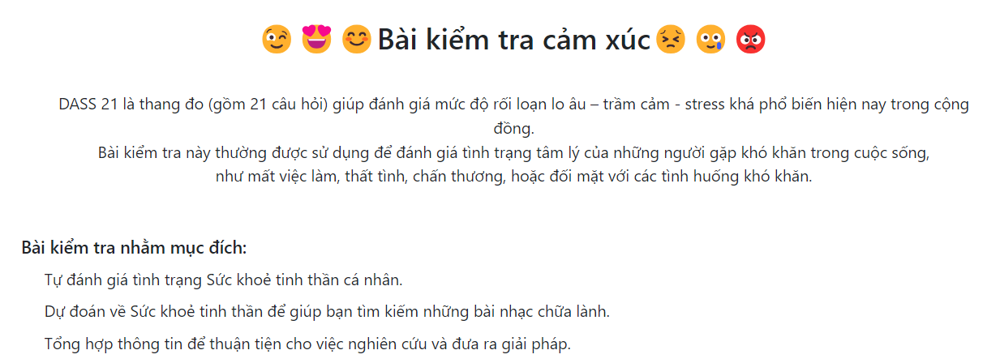 Bài kiểm tra cảm xúc
DASS 21 là thang đo (gồm 21 câu hỏi) giúp đánh giá mức độ rối loạn lo âu – trầm cảm - stress khá phổ biến hiện nay trong cộng
đồng.
Bài kiểm tra này thường được sử dụng để đánh giá tình trạng tâm lý của những người gặp khó khăn trong cuộc sống,
như mất việc làm, thất tình, chấn thương, hoặc đối mặt với các tình huống khó khăn.
Bài kiểm tra nhằm mục đích:
Tự đánh giá tình trạng Sức khoẻ tinh thần cá nhân.
Dự đoán về Sức khoẻ tinh thần để giúp bạn tìm kiếm những bài nhạc chữa lành.
Tổng hợp thông tin để thuận tiện cho việc nghiên cứu và đưa ra giải pháp.